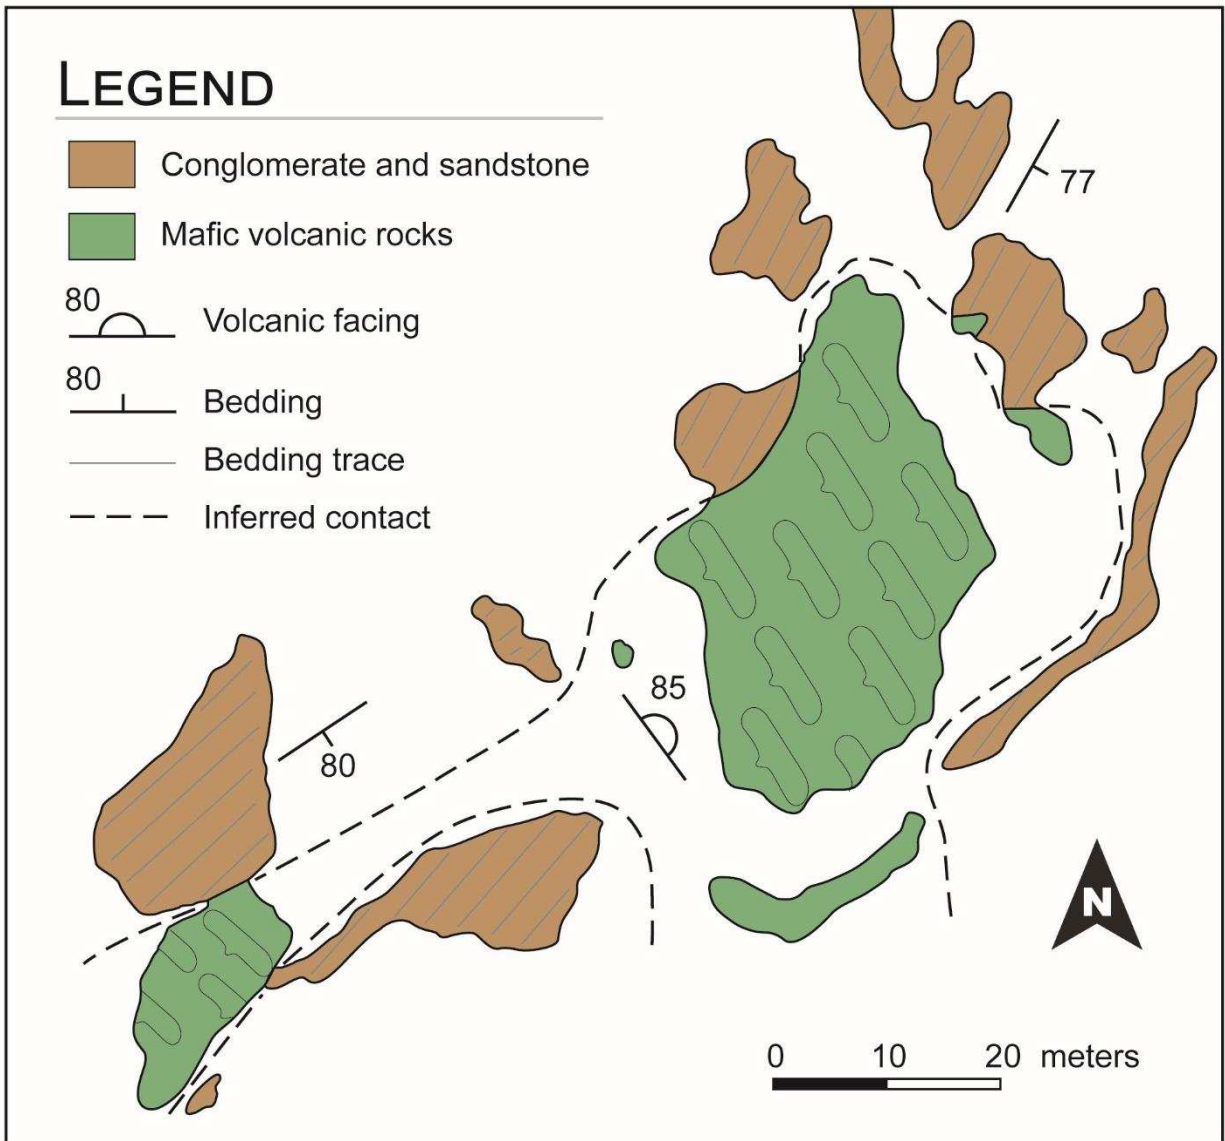 LEGEND
Conglomerate and sandstone
Mafic volcanic rocks
80
Volcanic facing
80
Bedding
Bedding trace
Inferred contact
77
85
80
N
0 10 20 meters